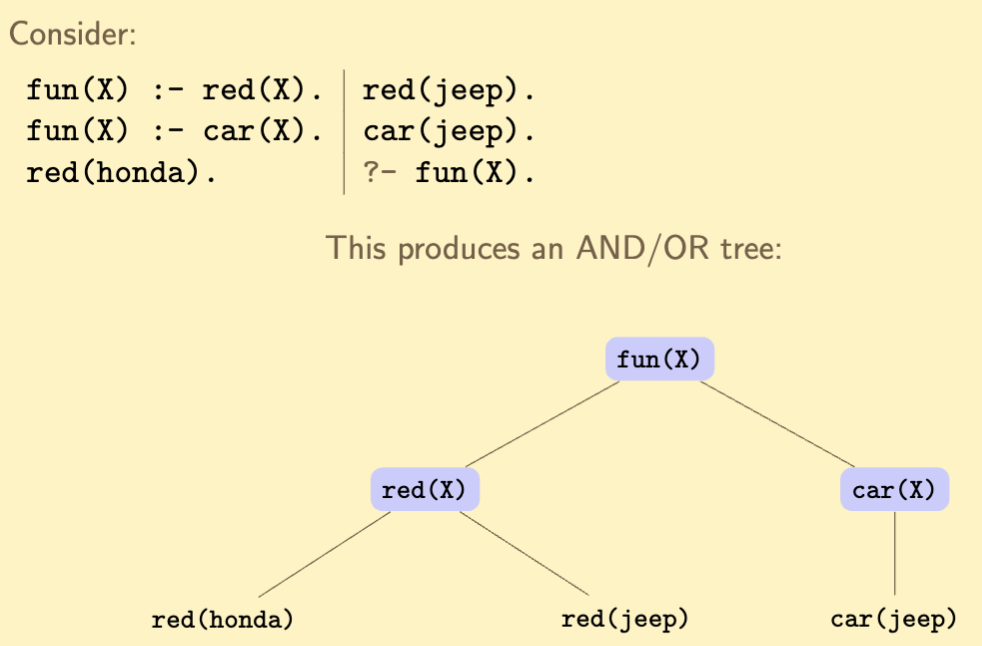 Consider:
fun(X) :- red(X).
fun(X) :- car(X).
red(honda).
red(jeep).
car(jeep).
?- fun(X).
This produces an AND/OR tree:
fun(X)
red(X)
car(X)
red(honda)
red(jeep)
car(jeep)